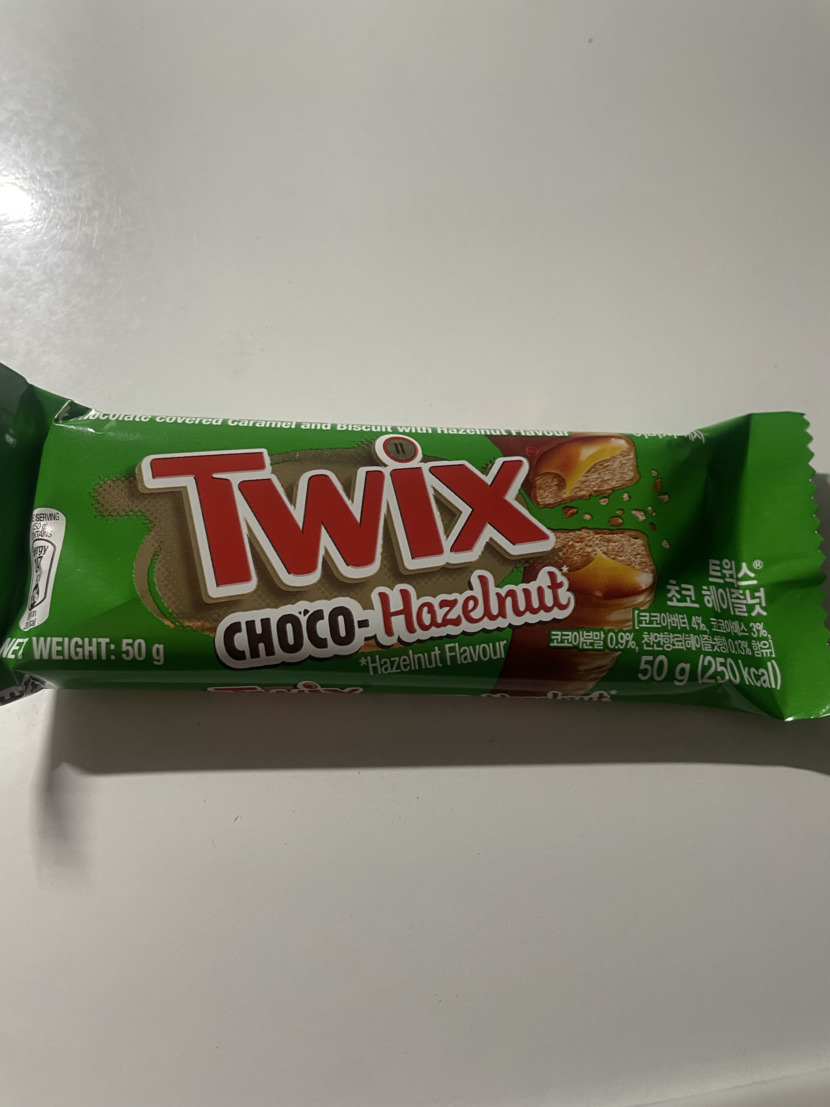 covered Caramel and Biscuit with Hazelnut Flavour
TWIX
CHOCO-Hazelnut*
*Hazelnut Flavour
SERVING
NET WEIGHT: 50 g
트윅스®
초코 헤이즐넛
[코코아버터 4%, 코코아매스 3%,
코코아분말 0.9%, 천연향료(헤이즐넛향) 0.13% 함유]
50 g (250 kcal)